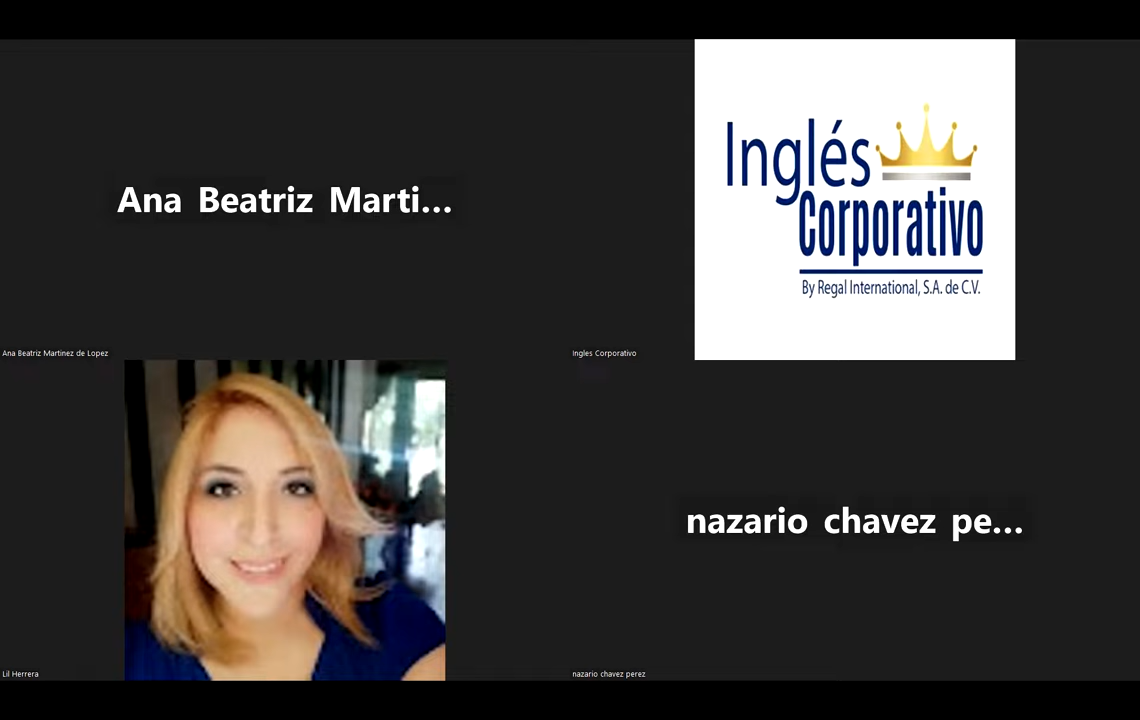 Ana Beatriz Marti...
Inglés
Corporativo
By Regal International, S.A. de C.V.
Ana Beatriz Martinez de Lopez
Ingles Corporativo
nazario chavez pe...
Lil Herrera
nazario chavez perez